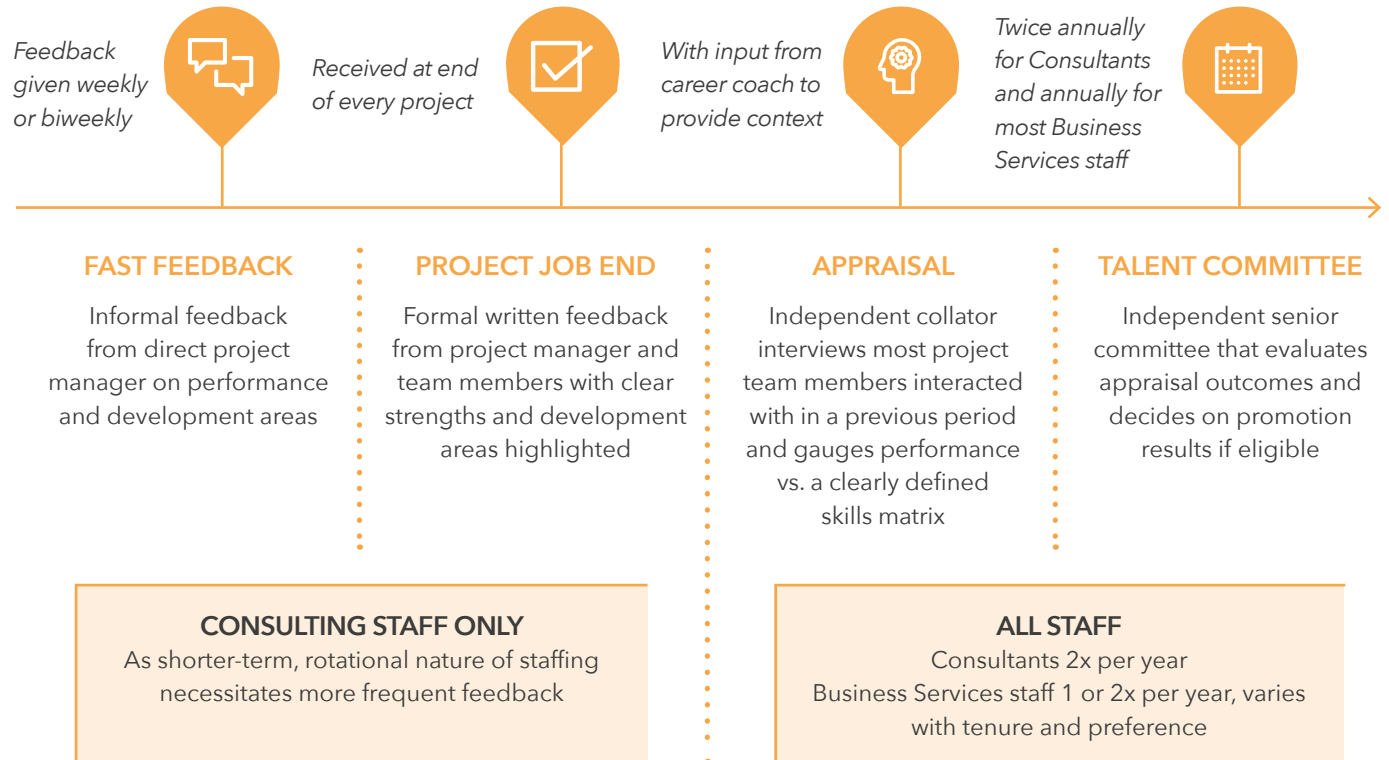 Feedback
given weekly
or biweekly
Received at end
of every project
With input from
career coach to
provide context
Twice annually
for Consultants
and annually for
most Business
Services staff
FAST FEEDBACK
Informal feedback
from direct project
manager on performance
and development areas
PROJECT JOB END
Formal written feedback
from project manager and
team members with clear
strengths and development
areas highlighted
APPRAISAL
Independent collator
interviews most project
team members interacted
with in a previous period
and gauges performance
vs. a clearly defined
skills matrix
TALENT COMMITTEE
Independent senior
committee that evaluates
appraisal outcomes and
decides on promotion
results if eligible
CONSULTING STAFF ONLY
As shorter-term, rotational nature of staffing
necessitates more frequent feedback
ALL STAFF
Consultants 2x per year
Business Services staff 1 or 2x per year, varies
with tenure and preference